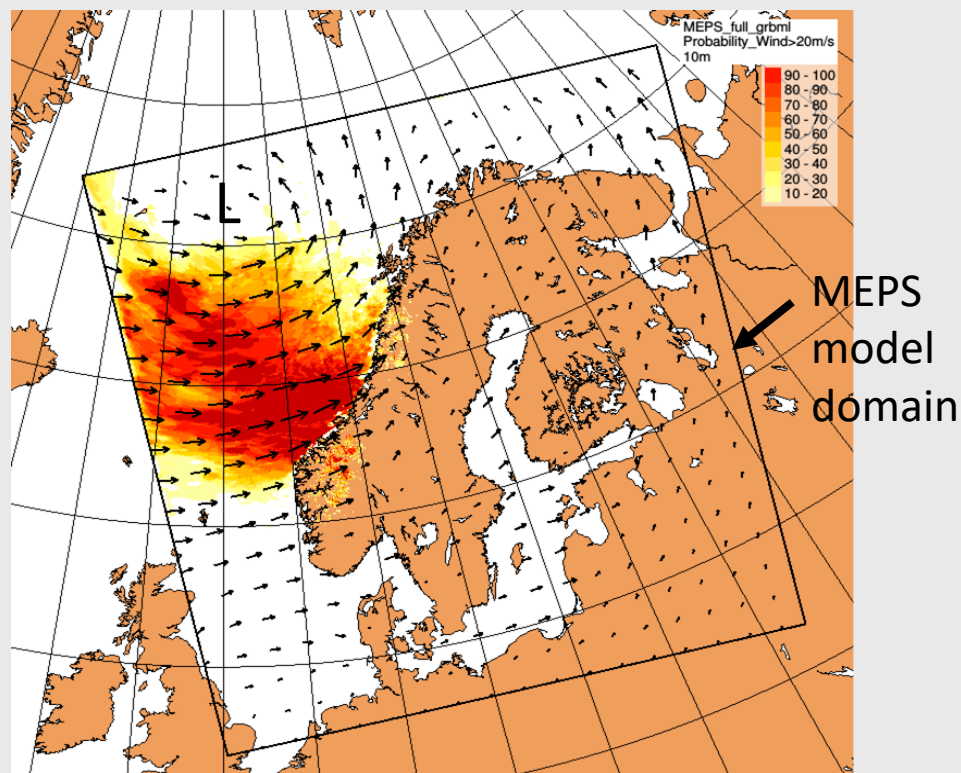 MEPS_full_grbml
Probability_Wind>20m/s
10m
90 - 100
80 - 90
70 - 80
60 - 70
50 - 60
40 - 50
30 - 40
20 - 30
10 - 20
L
MEPS
model
domain